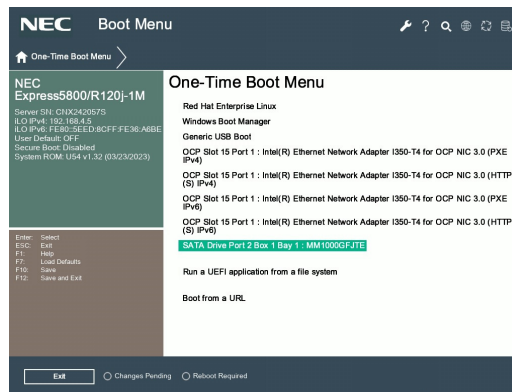 NEC Boot Menu
One-Time Boot Menu
NEC
Express5800/R120j-1M
Server SN: CNX242057S
iLO IPv4: 192.168.4.5
iLO IPv6: FE80::5EED:8CFF:FE36:A6BE
User Default: OFF
Secure Boot: Disabled
System ROM: U54 v1.32 (03/23/2023)
Enter: Select
ESC: Exit
F1: Help
F7: Load Defaults
F10: Save
F12: Save and Exit
One-Time Boot Menu
Red Hat Enterprise Linux
Windows Boot Manager
Generic USB Boot
OCP Slot 15 Port 1 : Intel(R) Ethernet Network Adapter I350-T4 for OCP NIC 3.0 (PXE
IPv4)
OCP Slot 15 Port 1 : Intel(R) Ethernet Network Adapter I350-T4 for OCP NIC 3.0 (HTTP
(S) IPv4)
OCP Slot 15 Port 1 : Intel(R) Ethernet Network Adapter I350-T4 for OCP NIC 3.0 (PXE
IPv6)
OCP Slot 15 Port 1 : Intel(R) Ethernet Network Adapter I350-T4 for OCP NIC 3.0 (HTTP
(S) IPv6)
SATA Drive Port 2 Box 1 Bay 1 : MM1000GFJTE
Run a UEFI application from a file system
Boot from a URL
Exit
Changes Pending
Reboot Required